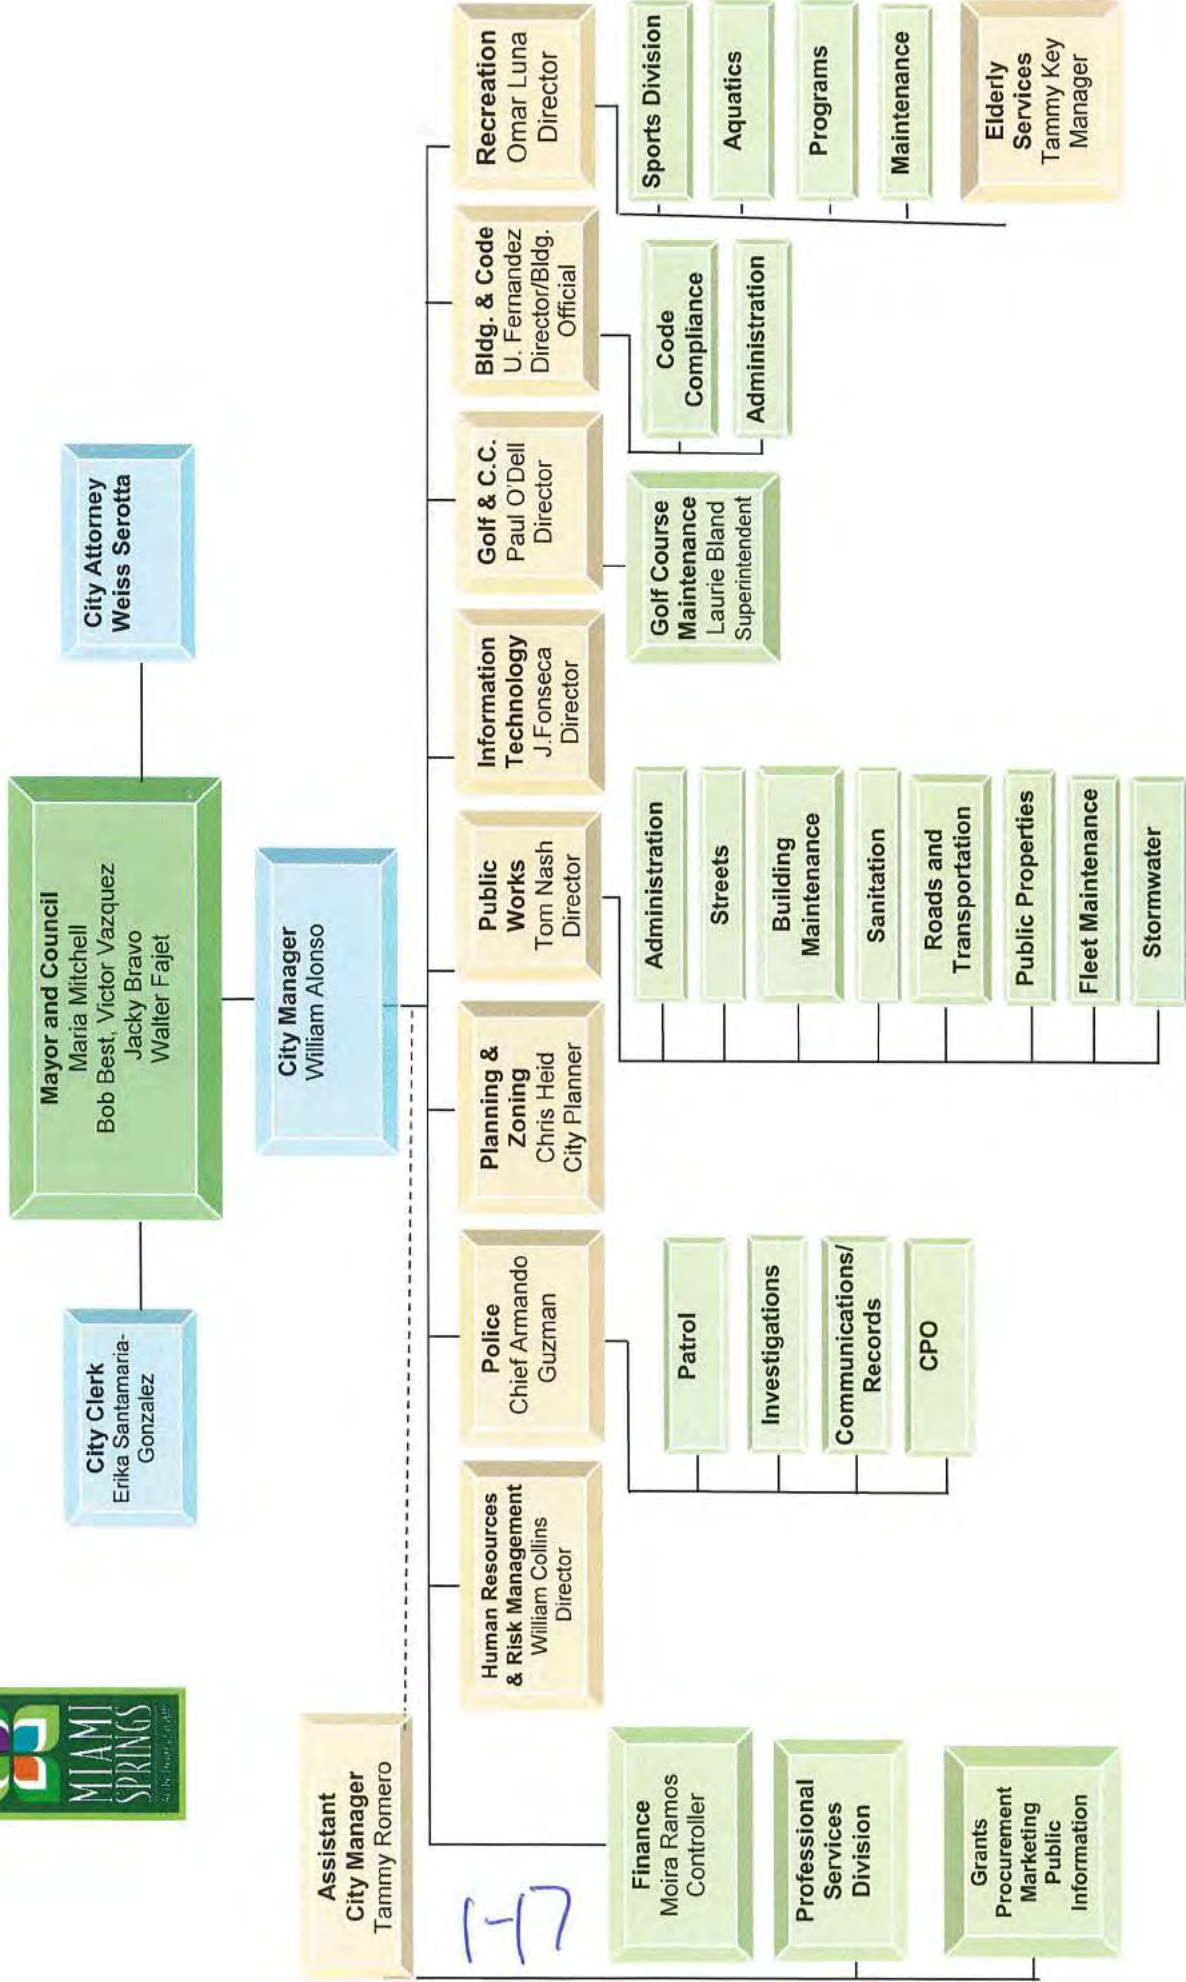 MIAMI
SPRINGS
Mayor and Council
Maria Mitchell
Bob Best, Victor Vazquez
Jacky Bravo
Walter Fajet
City Clerk
Erika Santamaria-
Gonzalez
City Attorney
Weiss Serotta
City Manager
William Alonso
Assistant
City Manager
Tammy Romero
1-17
Finance
Moira Ramos
Controller
Professional
Services
Division
Grants
Procurement
Marketing
Public
Information
Human Resources
& Risk Management
William Collins
Director
Police
Chief Armando
Guzman
Patrol
Investigations
Communications/
Records
CPO
Planning &
Zoning
Chris Heid
City Planner
Public
Works
Tom Nash
Director
Administration
Streets
Building
Maintenance
Sanitation
Roads and
Transportation
Public Properties
Fleet Maintenance
Stormwater
Information
Technology
J.Fonseca
Director
Golf & C.C.
Paul O'Dell
Director
Golf Course
Maintenance
Laurie Bland
Superintendent
Bldg. & Code
U. Fernandez
Director/Bldg.
Official
Code
Compliance
Administration
Recreation
Omar Luna
Director
Sports Division
Aquatics
Programs
Maintenance
Elderly
Services
Tammy Key
Manager